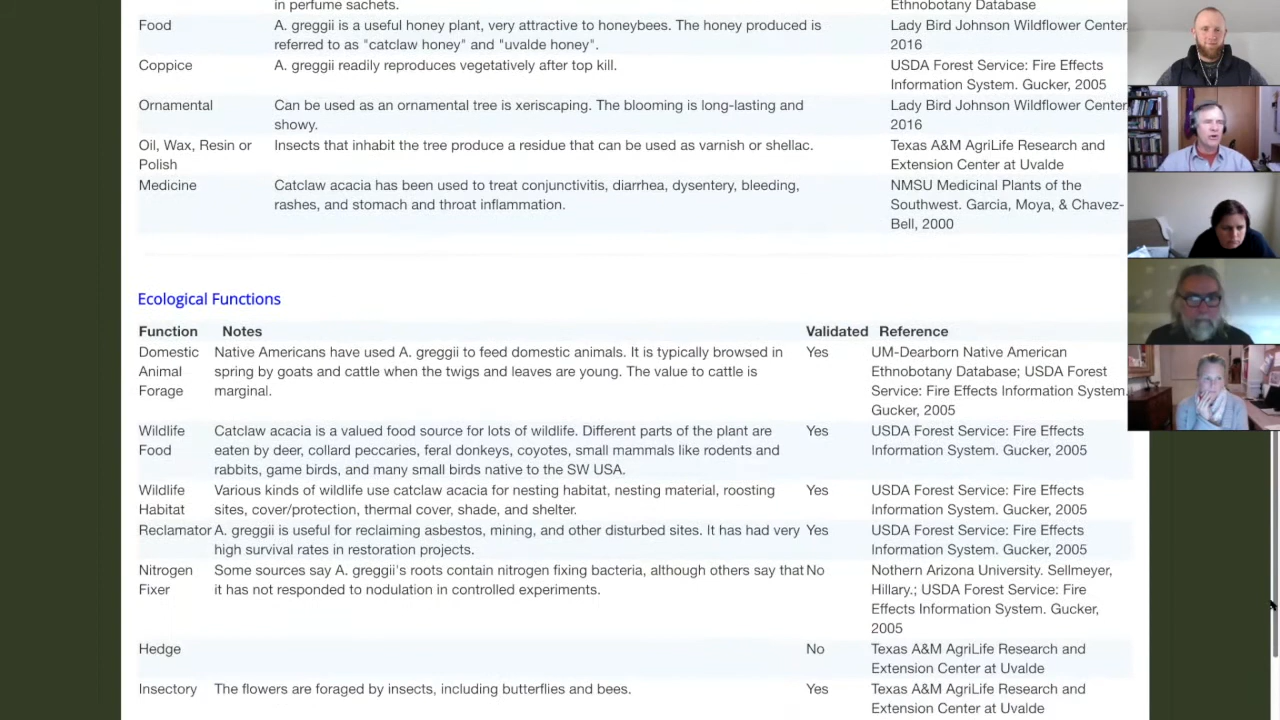 in perfume sachets.
Ethnobotany Database
Food A. greggii is a useful honey plant, very attractive to honeybees. The honey produced is Lady Bird Johnson Wildflower Center,
referred to as "catclaw honey" and "uvalde honey". 2016
Coppice A. greggii readily reproduces vegetatively after top kill. USDA Forest Service: Fire Effects
Information System. Gucker, 2005
Ornamental Can be used as an ornamental tree is xeriscaping. The blooming is long-lasting and Lady Bird Johnson Wildflower Center,
showy. 2016
Oil, Wax, Resin or Insects that inhabit the tree produce a residue that can be used as varnish or shellac. Texas A&M AgriLife Research and
Polish Extension Center at Uvalde
Medicine Catclaw acacia has been used to treat conjunctivitis, diarrhea, dysentery, bleeding, NMSU Medicinal Plants of the
rashes, and stomach and throat inflammation. Southwest. Garcia, Moya, & Chavez-
Bell, 2000
Ecological Functions
Function Notes Validated Reference
Domestic Native Americans have used A. greggii to feed domestic animals. It is typically browsed in Yes UM-Dearborn Native American
Animal spring by goats and cattle when the twigs and leaves are young. The value to cattle is Ethnobotany Database; USDA Forest
Forage marginal. Service: Fire Effects Information System.
Gucker, 2005
Wildlife Catclaw acacia is a valued food source for lots of wildlife. Different parts of the plant are Yes USDA Forest Service: Fire Effects
Food eaten by deer, collard peccaries, feral donkeys, coyotes, small mammals like rodents and Information System. Gucker, 2005
rabbits, game birds, and many small birds native to the SW USA.
Wildlife Various kinds of wildlife use catclaw acacia for nesting habitat, nesting material, roosting Yes USDA Forest Service: Fire Effects
Habitat sites, cover/protection, thermal cover, shade, and shelter. Information System. Gucker, 2005
Reclamator A. greggii is useful for reclaiming asbestos, mining, and other disturbed sites. It has had very Yes USDA Forest Service: Fire Effects
high survival rates in restoration projects. Information System. Gucker, 2005
Nitrogen Some sources say A. greggii's roots contain nitrogen fixing bacteria, although others say that No Nothern Arizona University. Sellmeyer,
Fixer it has not responded to nodulation in controlled experiments. Hillary.; USDA Forest Service: Fire
Effects Information System. Gucker,
2005
Hedge No Texas A&M AgriLife Research and
Extension Center at Uvalde
Insectory The flowers are foraged by insects, including butterflies and bees. Yes Texas A&M AgriLife Research and
Extension Center at Uvalde